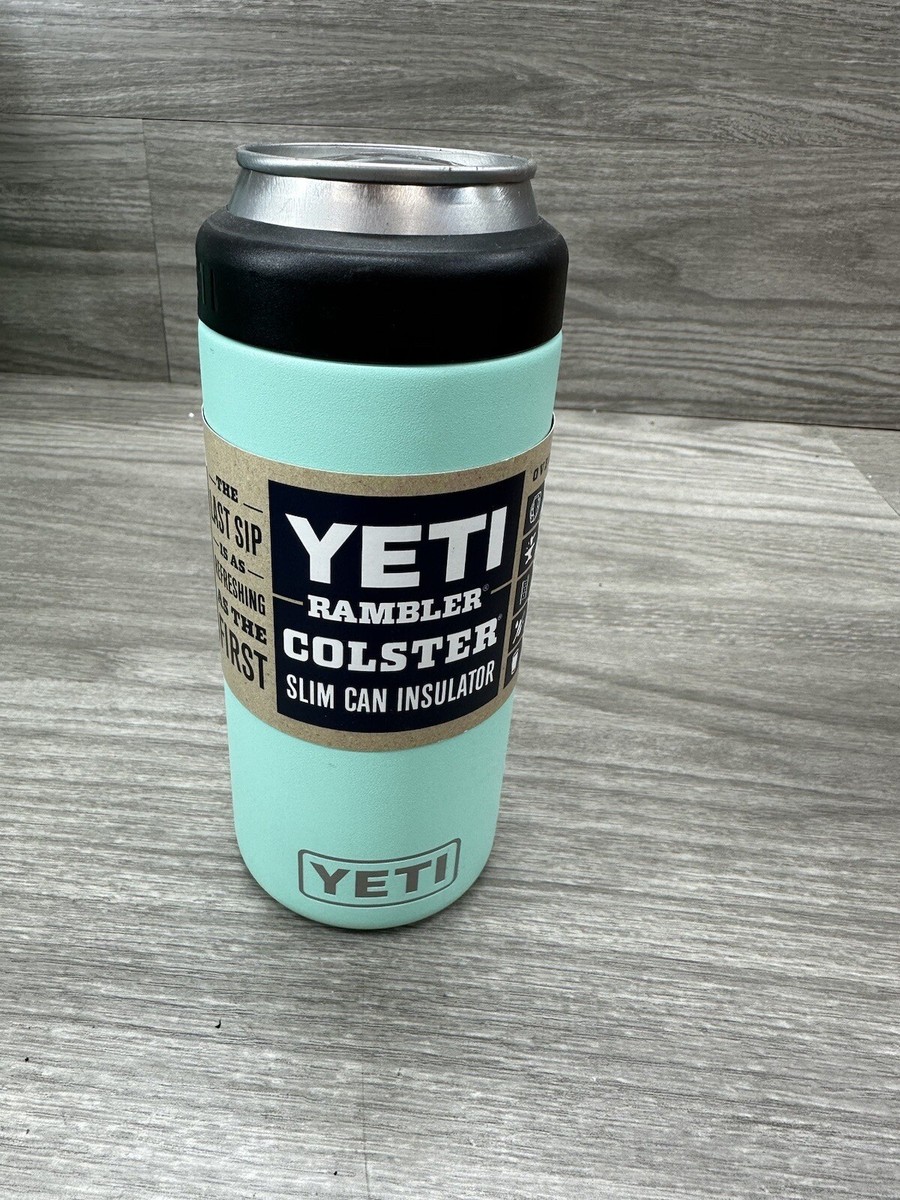 THE
LAST SIP
IS AS
REFRESHING
AS THE
FIRST
YETI
RAMBLER®
COLSTER®
SLIM CAN INSULATOR
YETI